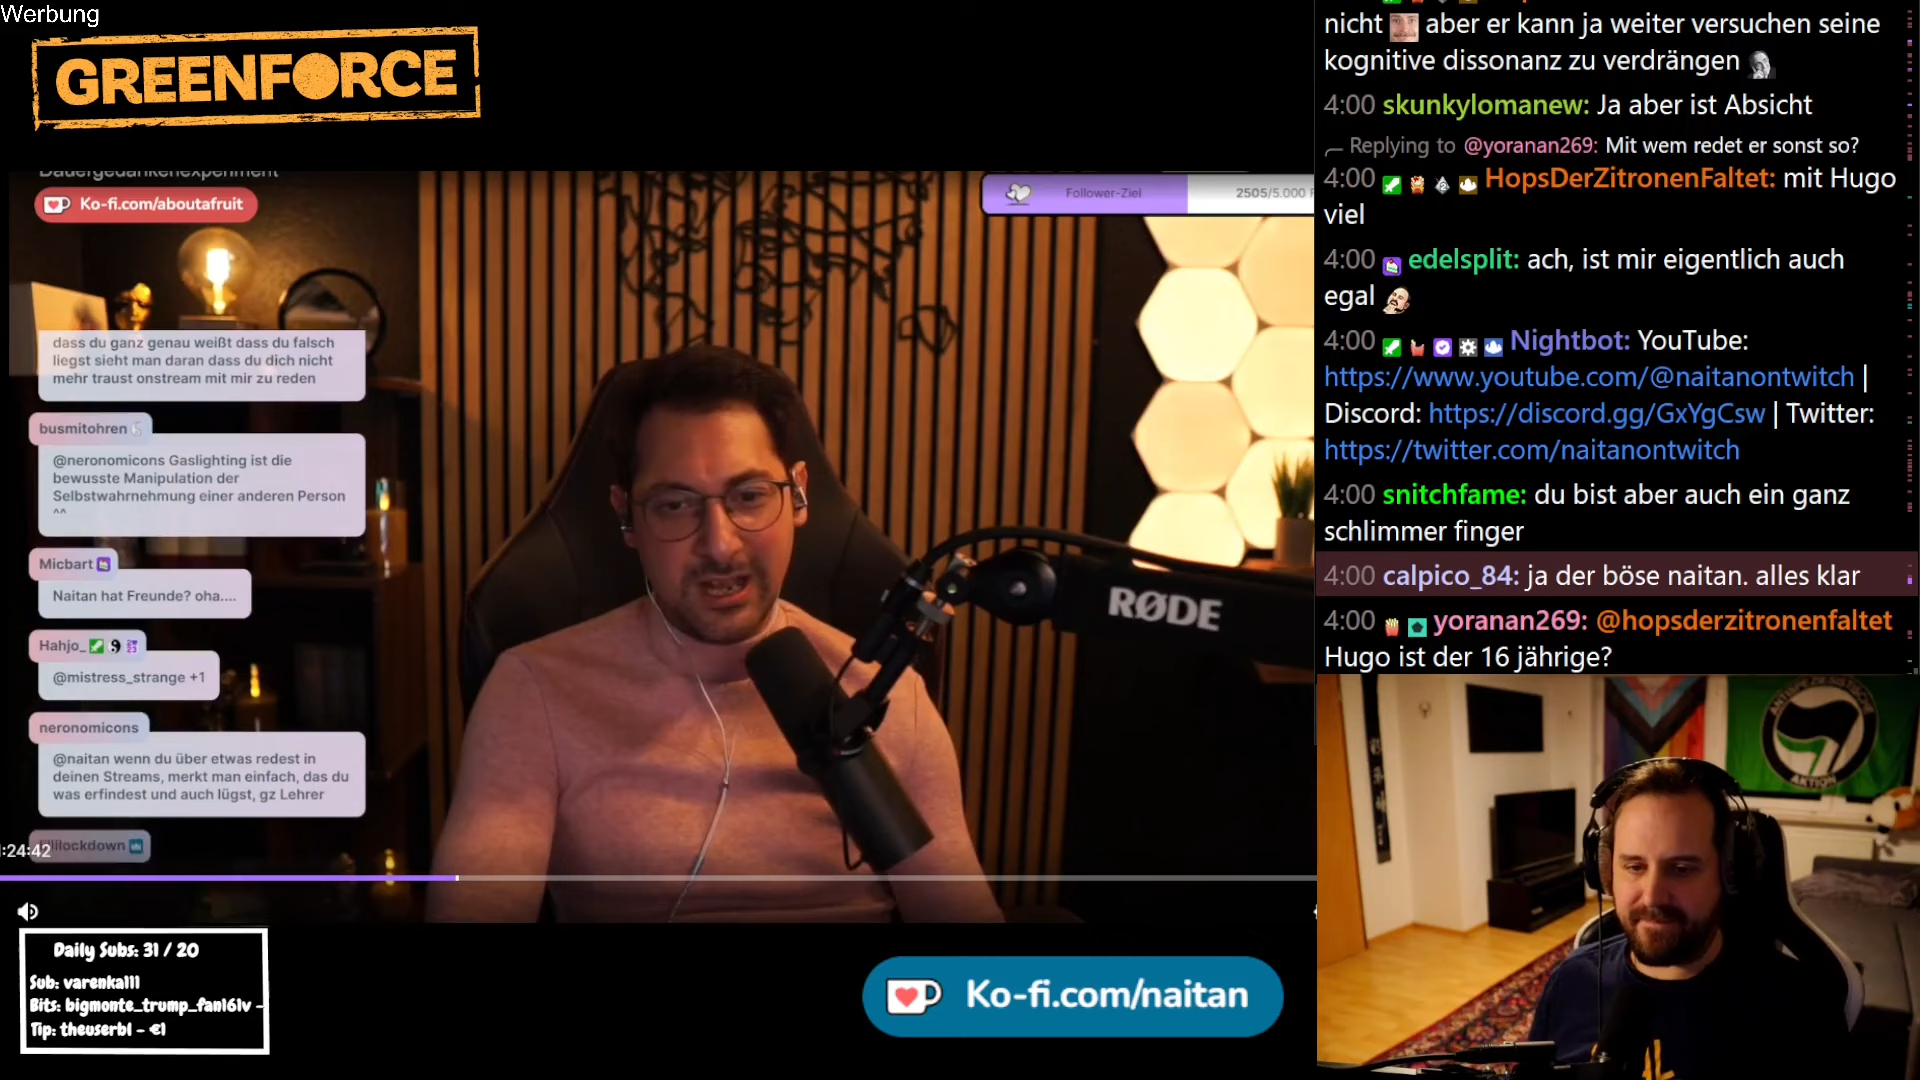 Werbung
GREENFORCE
Dauergedankenexperiment
Ko-fi.com/aboutafruit
Follower-Ziel
2505/5.000
dass du ganz genau weißt dass du falsch
liegst sieht man daran dass du dich nicht
mehr traust onstream mit mir zu reden
busmitohren
@neronomicons Gaslighting ist die
bewusste Manipulation der
Selbstwahrnehmung einer anderen Person
^^
Micbart
Naitan hat Freunde? oha....
Hahjo_
@mistress_strange +1
neronomicons
@naitan wenn du über etwas redest in
deinen Streams, merkt man einfach, das du
was erfindest und auch lügst, gz Lehrer
:24:42
RØDE
Daily Subs: 31 / 20
Sub: varenka111
Bits: bigmonte_trump_fan161v -
Tip: theuserb1 - €1
Ko-fi.com/naitan
nicht aber er kann ja weiter versuchen seine
kognitive dissonanz zu verdrängen
4:00 skunkylomanew: Ja aber ist Absicht
Replying to @yoranan269: Mit wem redet er sonst so?
4:00 HopsDerZitronenFaltet: mit Hugo
viel
4:00 edelsplit: ach, ist mir eigentlich auch
egal
4:00 Nightbot: YouTube:
https://www.youtube.com/@naitanontwitch |
Discord: https://discord.gg/GxYgCsw | Twitter:
https://twitter.com/naitanontwitch
4:00 snitchfame: du bist aber auch ein ganz
schlimmer finger
4:00 calpico_84: ja der böse naitan. alles klar
4:00 yoranan269: @hopsderzitronenfaltet
Hugo ist der 16 jährige?
ANTISPEZIESISTISCHE
AKTION